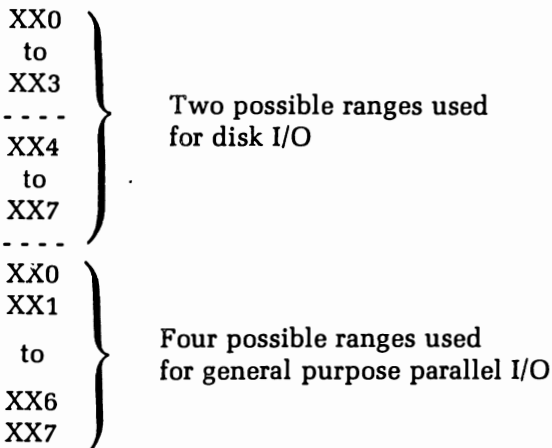 XX0
to
XX3
- - - -
XX4
to
XX7
- - - -
Two possible ranges used
for disk I/O
XX0
XX1
to
XX6
XX7
Four possible ranges used
for general purpose parallel I/O